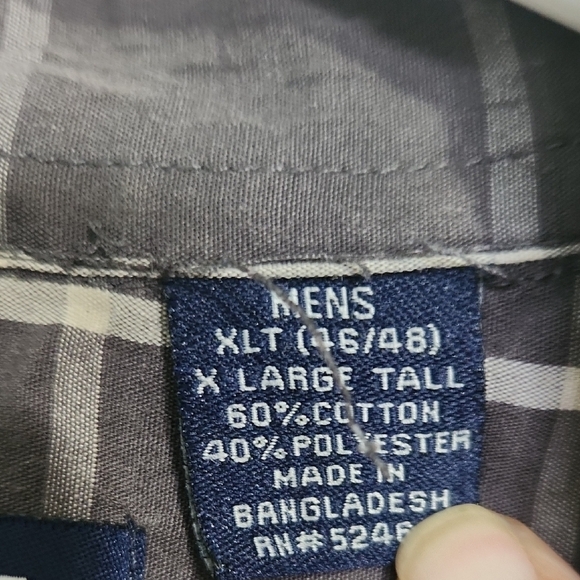 MENS
XLT (46/48)
X LARGE TALL
60% COTTON
40% POLYESTER
MADE IN
BANGLADESH
RN#5246